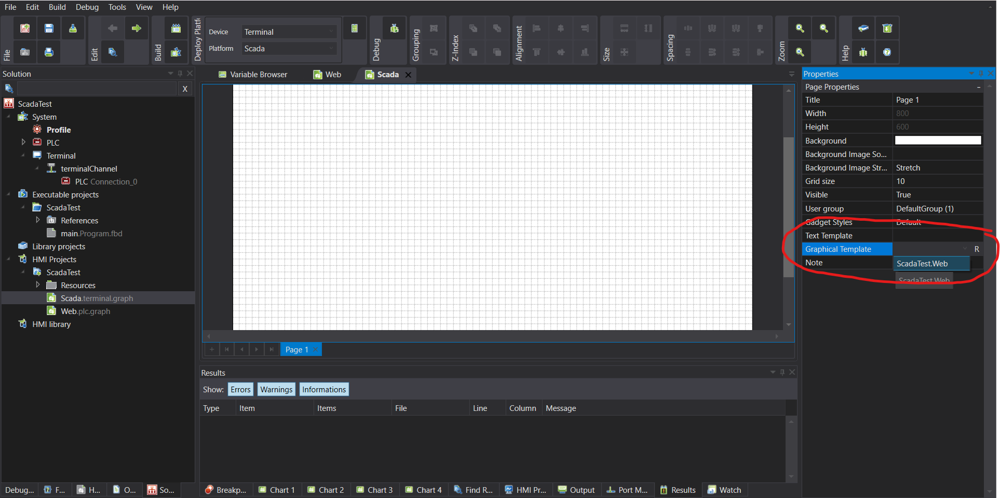 File Edit Build Debug Tools View Help
File
Edit
Build
Deploy Platf
Device Terminal
Platform Scada
Debug
Grouping
Z-Index
Alignment
Size
Spacing
Zoom
Help
Solution
X
ScadaTest
System
Profile
PLC
Terminal
terminalChannel
PLC Connection_0
Executable projects
ScadaTest
References
main.Program.fbd
Library projects
HMI Projects
ScadaTest
Resources
Scada.terminal.graph
Web.plc.graph
HMI library
Debug... F... H... O... So...
Variable Browser Web Scada
Page 1
Results
Show: Errors Warnings Informations
Type Item Items File Line Column Message
Breakp... Chart 1 Chart 2 Chart 3 Chart 4 Find R... HMI Pr... Output Port M... Results Watch
Properties
Page Properties
Title Page 1
Width 800
Height 600
Background
Background Image So...
Background Image Str... Stretch
Grid size 10
Visible True
User group DefaultGroup (1)
Gadget Styles Default
Text Template
Graphical Template R
Note ScadaTest.Web
ScadaTest.Web